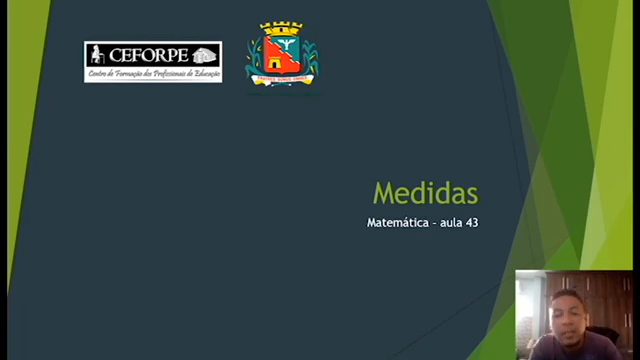 CEFORPE
Centro de Formação dos Profissionais de Educação
Medidas
Matemática – aula 43